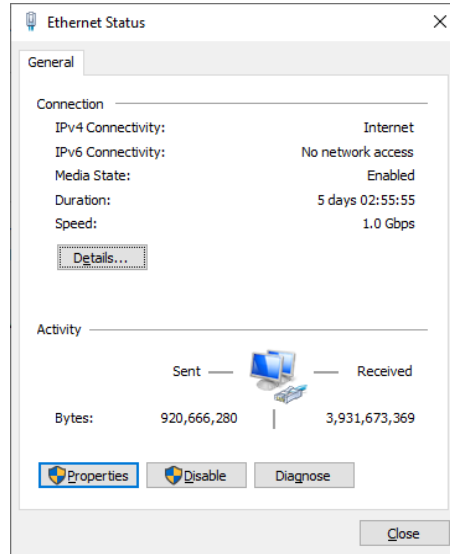 Ethernet Status
General
Connection
IPv4 Connectivity: Internet
IPv6 Connectivity: No network access
Media State: Enabled
Duration: 5 days 02:55:55
Speed: 1.0 Gbps
Details...
Activity
Sent Received
Bytes: 920,666,280 3,931,673,369
Properties Disable Diagnose
Close